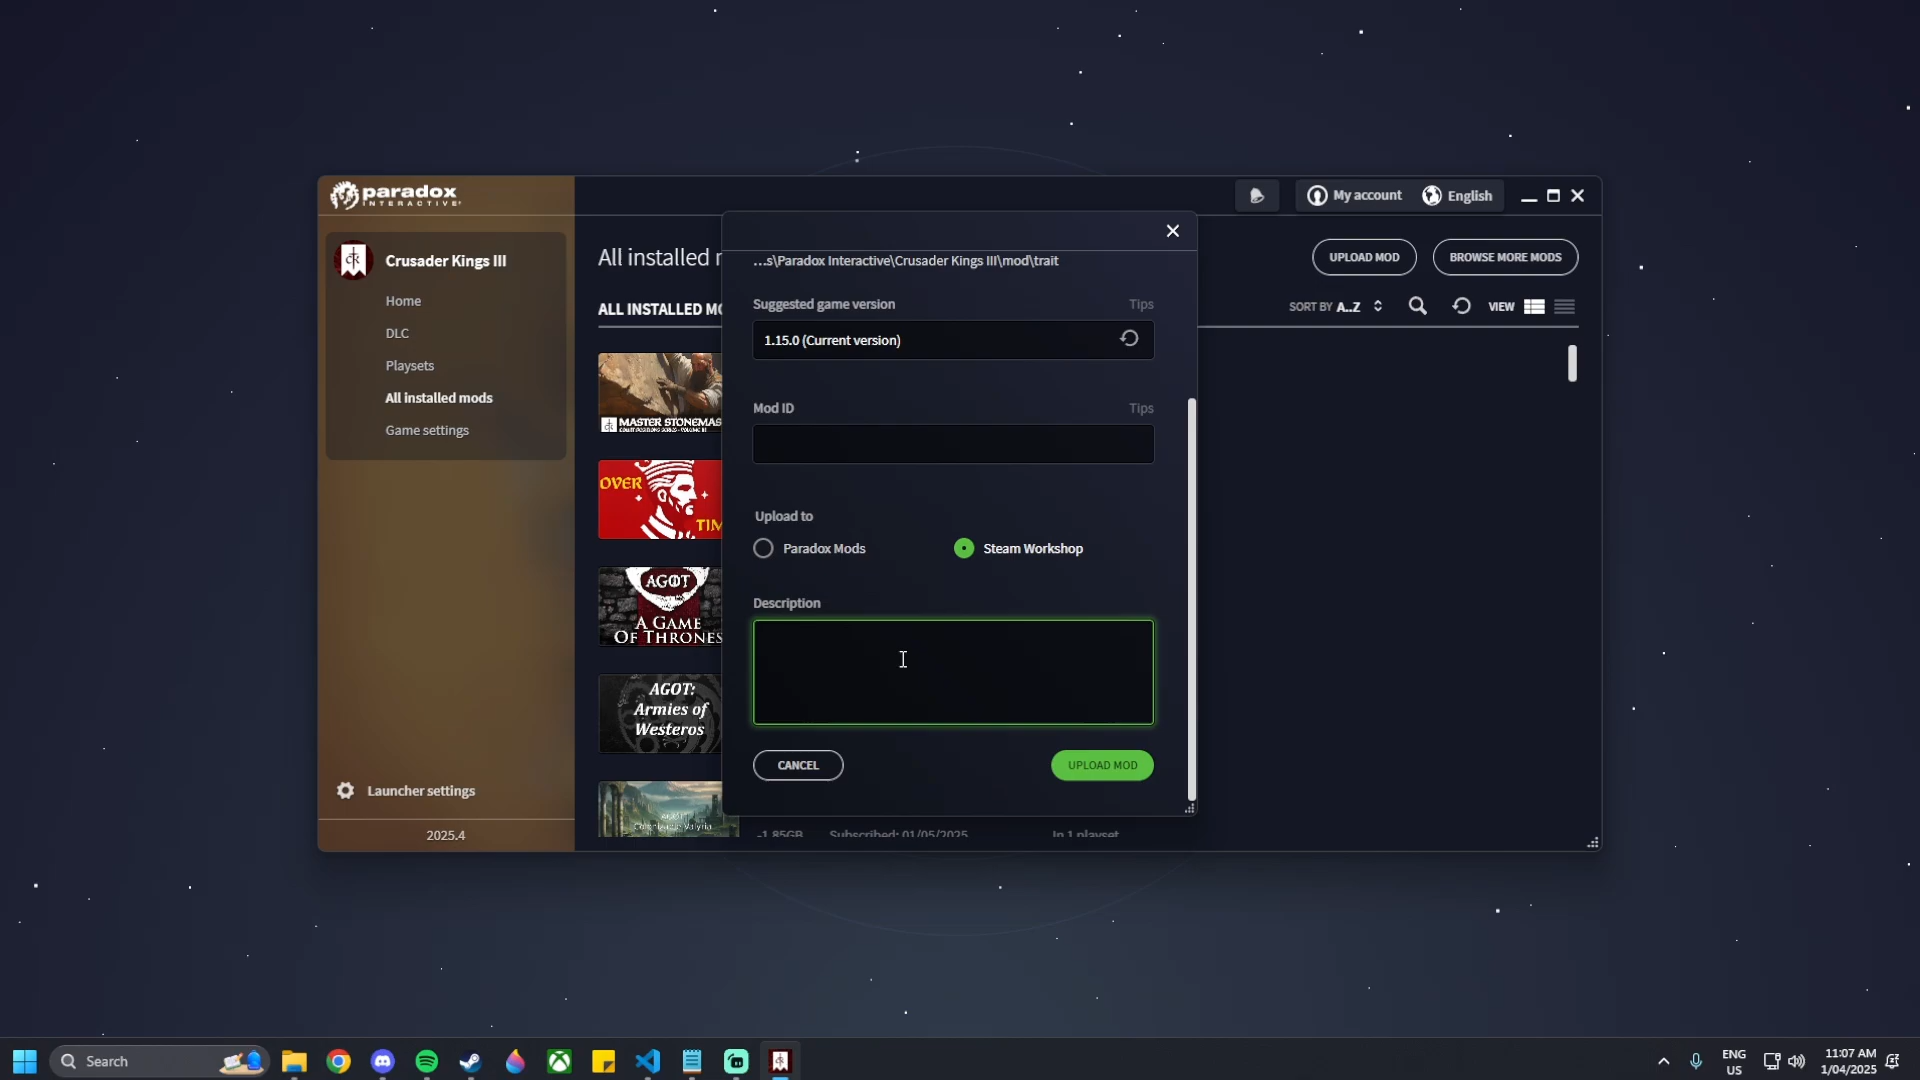 paradox
INTERACTIVE
My account
English
Crusader Kings III
Home
DLC
Playsets
All installed mods
Game settings
Launcher settings
2025.4
All installed
UPLOAD MOD
BROWSE MORE MODS
ALL INSTALLED MO
SORT BY A..Z
VIEW
MASTER STONEMAS
OVER
TIM
AGOT
A GAME
OF THRONES
AGOT:
Armies of
Westeros
AGOT
Colonizable Valyria
-1.85GB
Subscribed: 01/05/2025
In 1 playset
...s\Paradox Interactive\Crusader Kings III\mod\trait
Suggested game version
Tips
1.15.0 (Current version)
Mod ID
Tips
Upload to
Paradox Mods
Steam Workshop
Description
CANCEL
UPLOAD MOD
Search
ENG
US
11:07 AM
1/04/2025